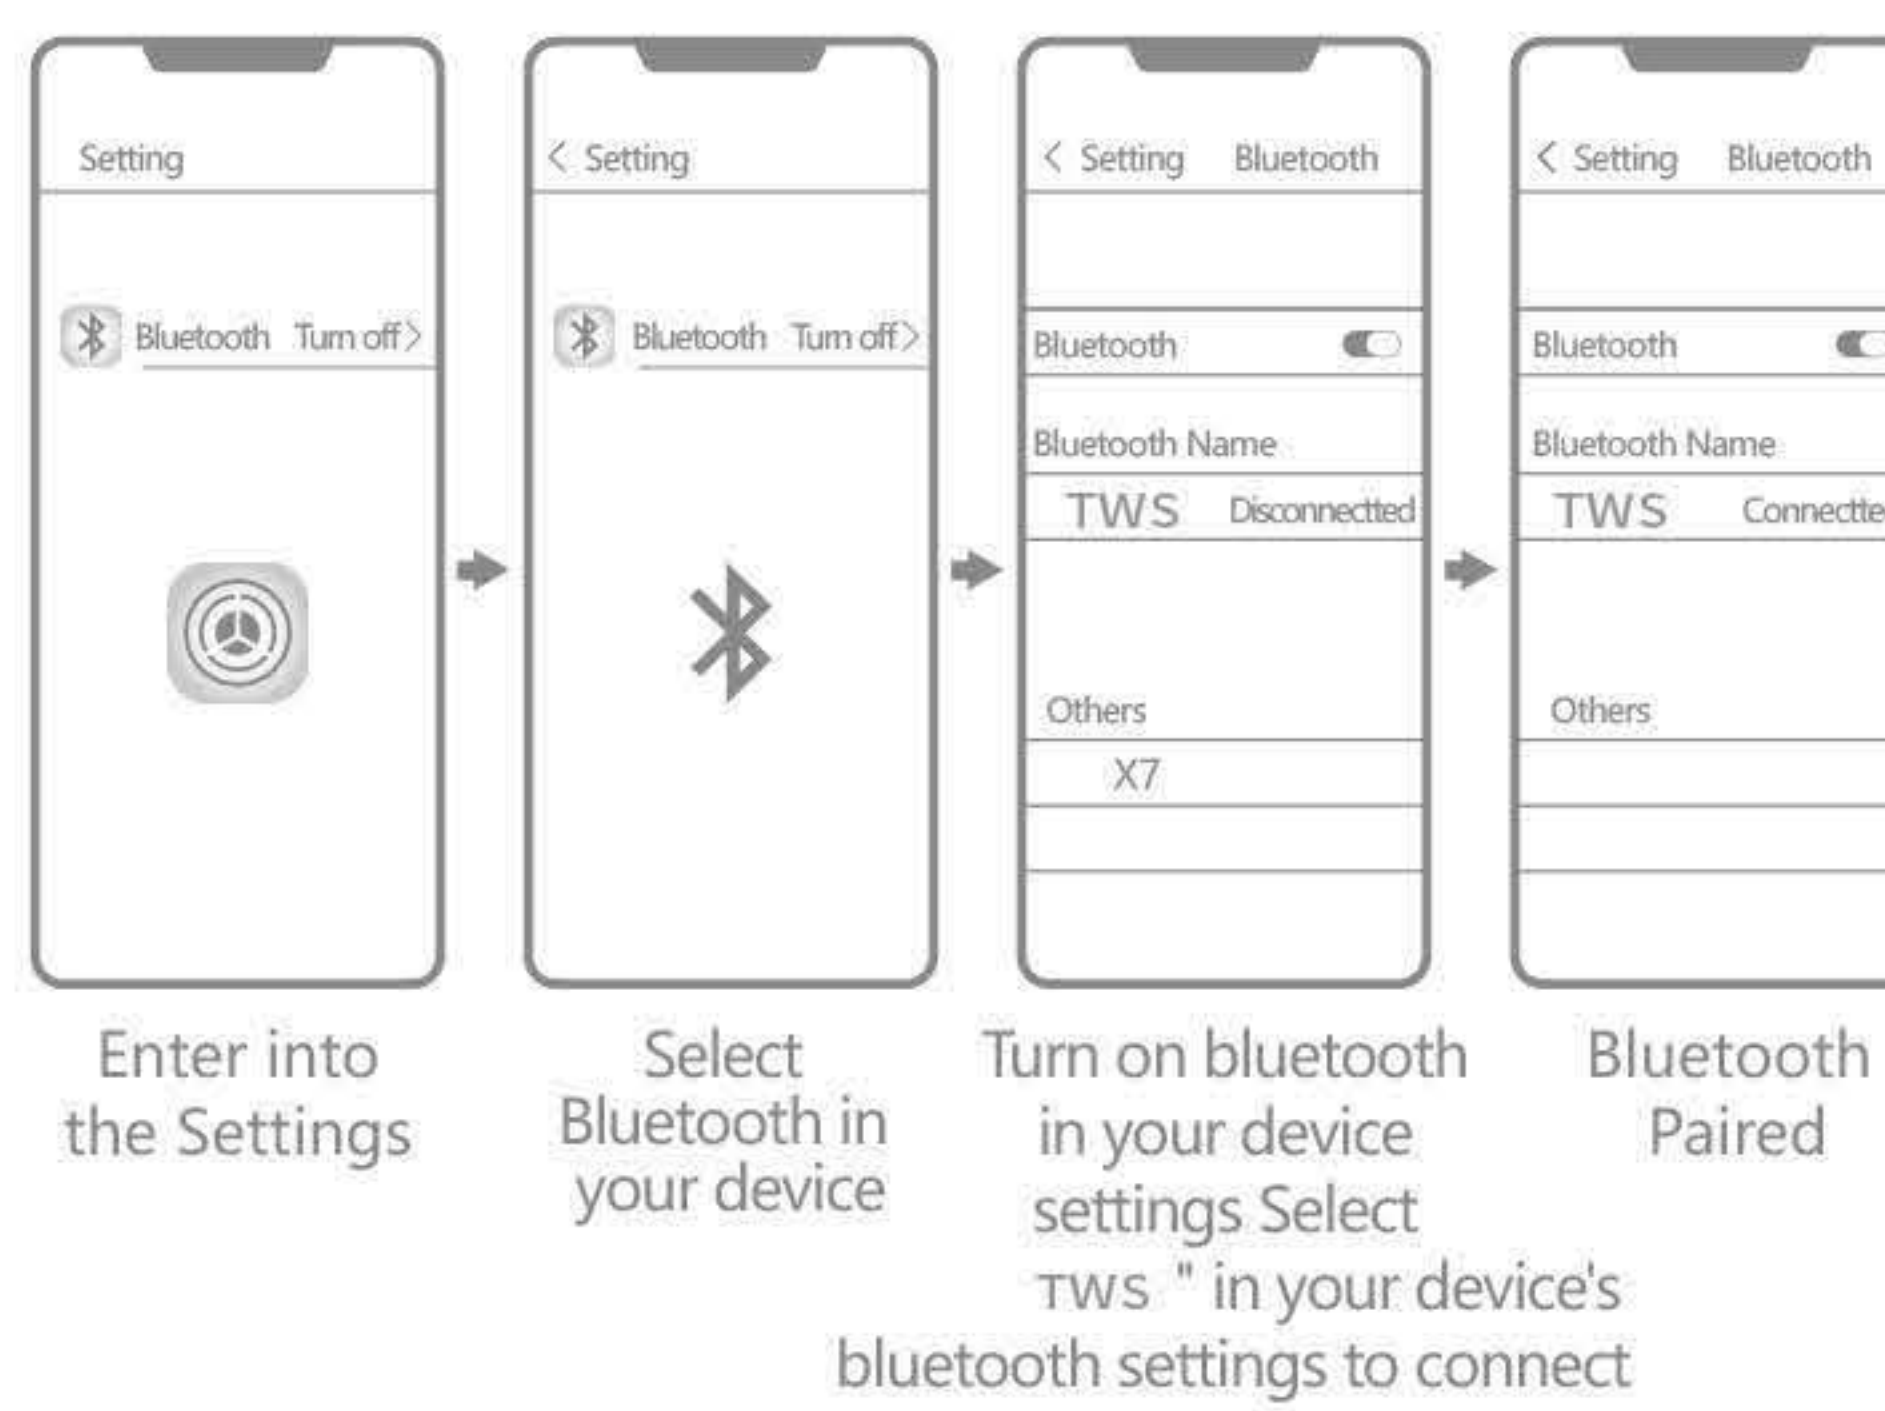 Setting
Bluetooth Turn off >
Enter into
the Settings
< Setting
Bluetooth Turn off >
Select
Bluetooth in
your device
< Setting Bluetooth
Bluetooth
Bluetooth Name
TWS Disconnectted
Others
X7
Turn on bluetooth
in your device
settings Select
TWS " in your device's
bluetooth settings to connect
< Setting Bluetooth
Bluetooth
Bluetooth Name
TWS Connectte
Others
Bluetooth
Paired